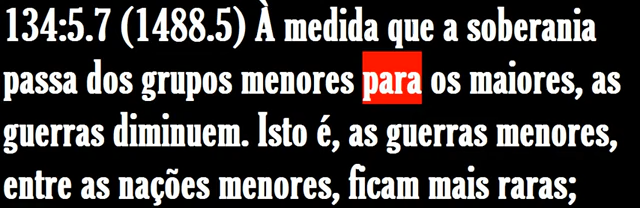 134:5.7 (1488.5) À medida que a soberania
passa dos grupos menores para os maiores, as
guerras diminuem. Isto é, as guerras menores,
entre as nações menores, ficam mais raras;